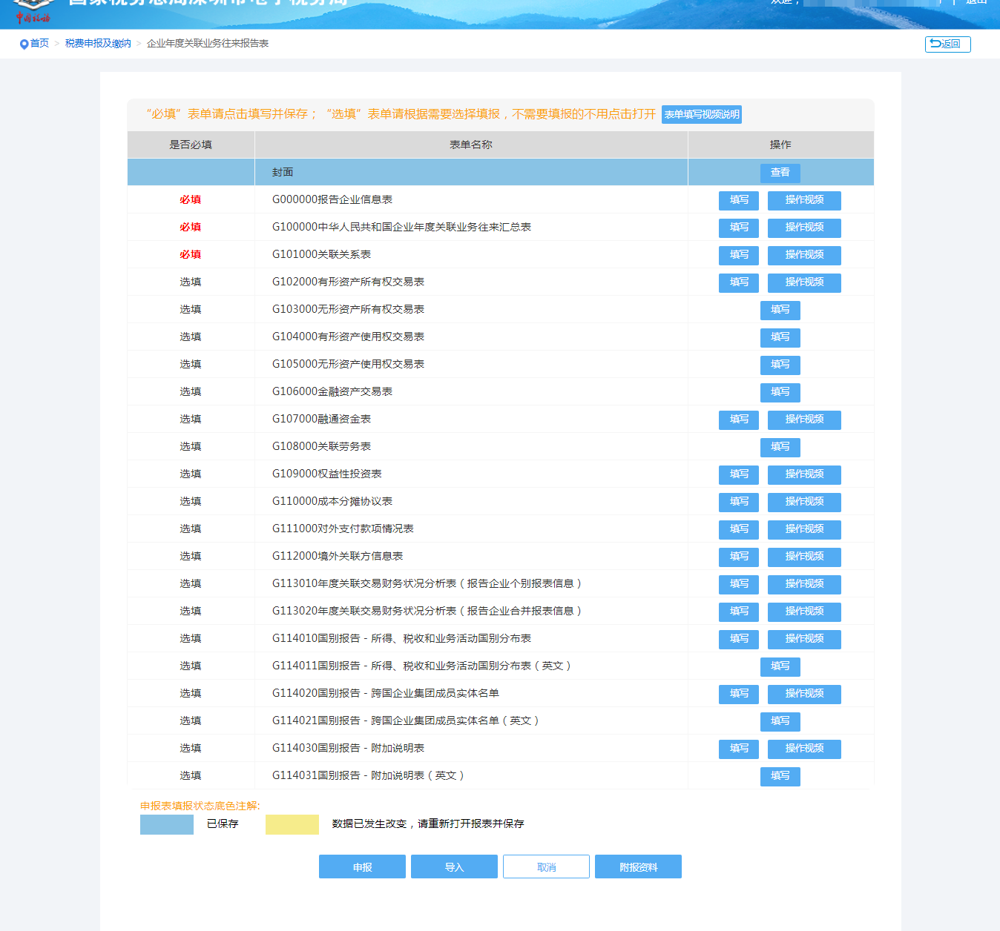 国家税务总局深圳市电子税务局
中国税务
欢迎， | 退出
首页 > 税费申报及缴纳 > 企业年度关联业务往来报告表
返回
“必填”表单请点击填写并保存；“选填”表单请根据需要选择填报，不需要填报的不用点击打开 表单填写视频说明
是否必填 表单名称 操作
封面 查看
必填 G000000报告企业信息表 填写 操作视频
必填 G100000中华人民共和国企业年度关联业务往来汇总表 填写 操作视频
必填 G101000关联关系表 填写 操作视频
选填 G102000有形资产所有权交易表 填写 操作视频
选填 G103000无形资产所有权交易表 填写
选填 G104000有形资产使用权交易表 填写
选填 G105000无形资产使用权交易表 填写
选填 G106000金融资产交易表 填写
选填 G107000融通资金表 填写 操作视频
选填 G108000关联劳务表 填写
选填 G109000权益性投资表 填写 操作视频
选填 G110000成本分摊协议表 填写 操作视频
选填 G111000对外支付款项情况表 填写 操作视频
选填 G112000境外关联方信息表 填写 操作视频
选填 G113010年度关联交易财务状况分析表（报告企业个别报表信息） 填写 操作视频
选填 G113020年度关联交易财务状况分析表（报告企业合并报表信息） 填写 操作视频
选填 G114010国别报告－所得、税收和业务活动国别分布表 填写 操作视频
选填 G114011国别报告－所得、税收和业务活动国别分布表（英文） 填写
选填 G114020国别报告－跨国企业集团成员实体名单 填写 操作视频
选填 G114021国别报告－跨国企业集团成员实体名单（英文） 填写
选填 G114030国别报告－附加说明表 填写 操作视频
选填 G114031国别报告－附加说明表（英文） 填写
申报表填报状态底色注解:
已保存 数据已发生改变，请重新打开报表并保存
申报 导入 取消 附报资料